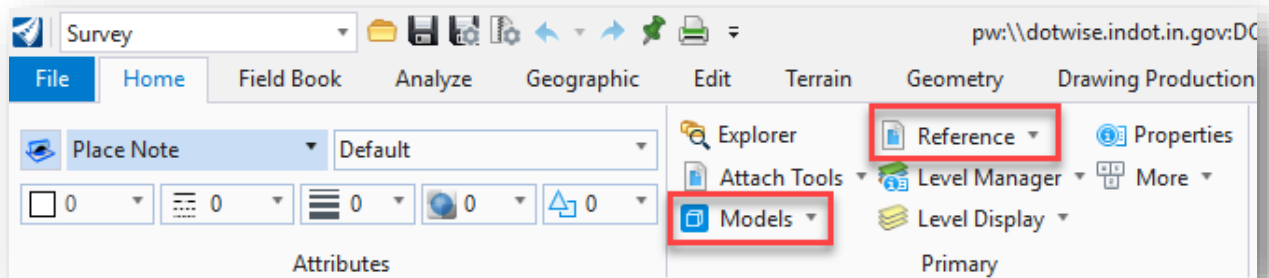 Survey pw:\\dotwise.indot.in.gov:DO
File Home Field Book Analyze Geographic Edit Terrain Geometry Drawing Production
Explorer Reference Properties
Place Note Default
Attach Tools Level Manager More
0 0 0 0 0
Models Level Display
Attributes Primary